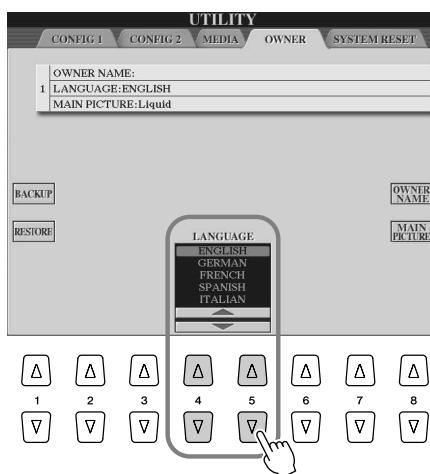 UTILITY
CONFIG 1 CONFIG 2 MEDIA OWNER SYSTEM RESET
OWNER NAME:
1 LANGUAGE:ENGLISH
MAIN PICTURE:Liquid
BACKUP
OWNER NAME
RESTORE
MAIN PICTURE
LANGUAGE
ENGLISH
GERMAN
FRENCH
SPANISH
ITALIAN
1 2 3 4 5 6 7 8